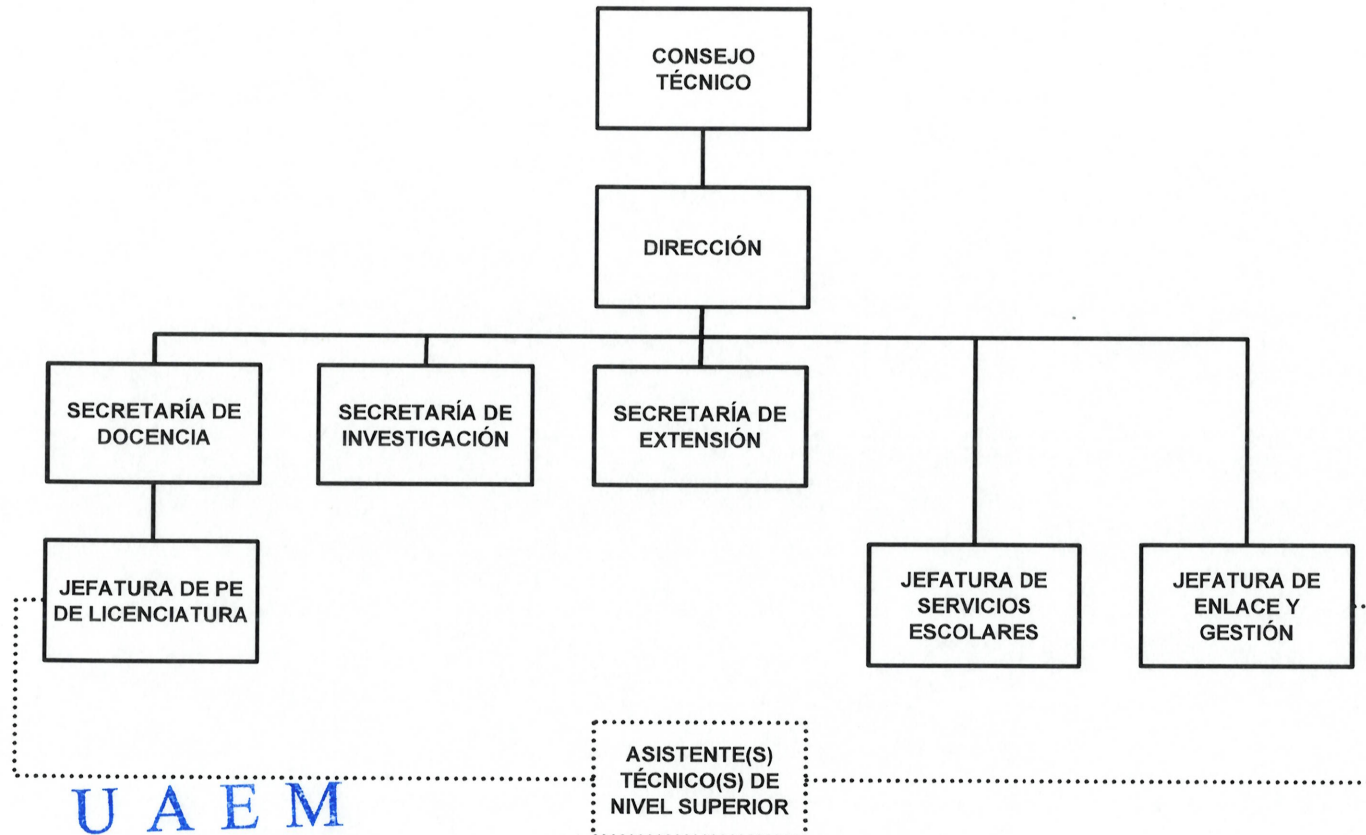 CONSEJO
TÉCNICO
DIRECCIÓN
SECRETARÍA DE
DOCENCIA
SECRETARÍA DE
INVESTIGACIÓN
SECRETARÍA DE
EXTENSIÓN
JEFATURA DE PE
DE LICENCIATURA
JEFATURA DE
SERVICIOS
ESCOLARES
JEFATURA DE
ENLACE Y
GESTIÓN
ASISTENTE(S)
TÉCNICO(S) DE
NIVEL SUPERIOR
UAEM